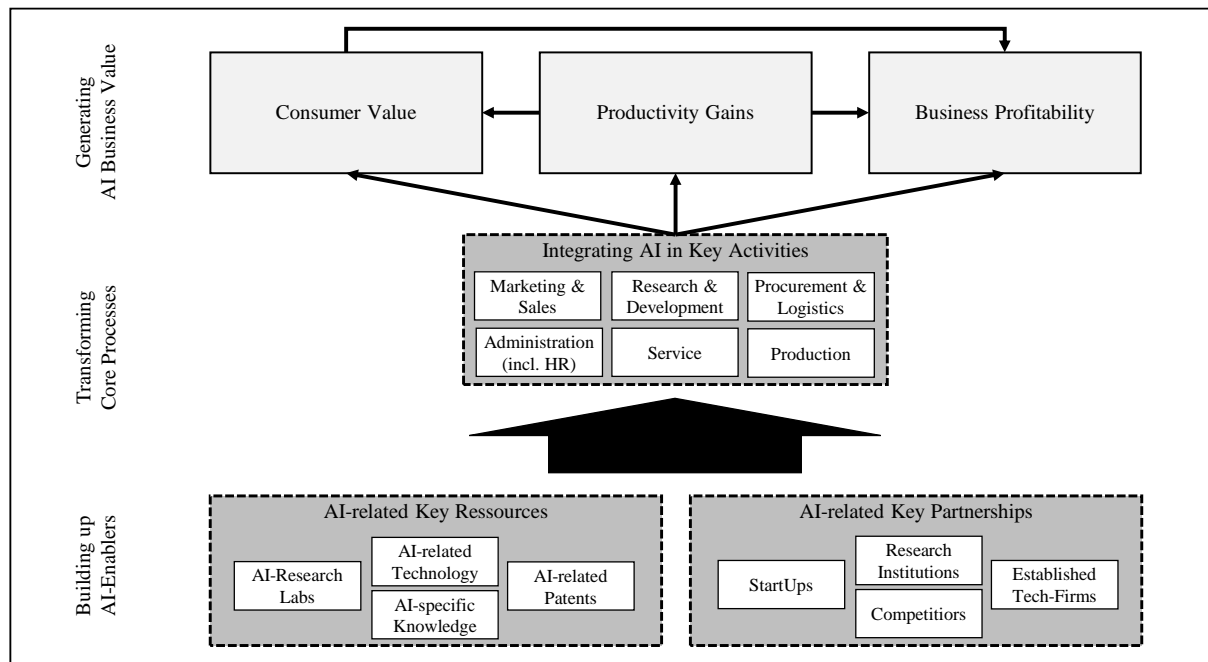 Generating
AI Business Value
Consumer Value
Productivity Gains
Business Profitability
Transforming
Core Processes
Integrating AI in Key Activities
Marketing &
Sales
Research &
Development
Procurement &
Logistics
Administration
(incl. HR)
Service
Production
Building up
AI-Enablers
AI-related Key Ressources
AI-Research
Labs
AI-related
Technology
AI-specific
Knowledge
AI-related
Patents
AI-related Key Partnerships
StartUps
Research
Institutions
Competitiors
Established
Tech-Firms